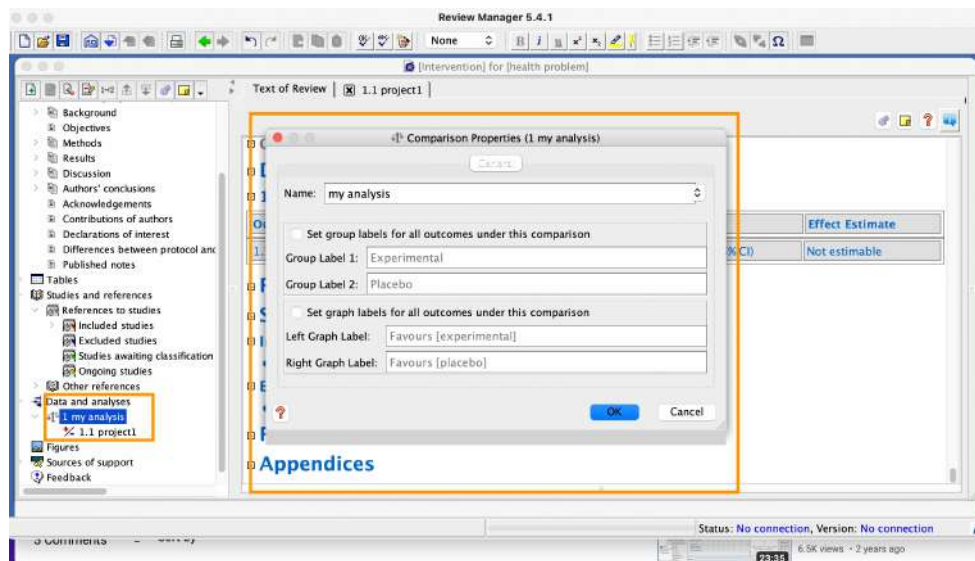 Review Manager 5.4.1
None
B i u x² x₂ Ω
[Intervention] for [health problem]
Text of Review
1.1 project1
Background
Objectives
Methods
Results
Discussion
Authors' conclusions
Acknowledgements
Contributions of authors
Declarations of interest
Differences between protocol and
Published notes
Tables
Studies and references
References to studies
Included studies
Excluded studies
Studies awaiting classification
Ongoing studies
Other references
Data and analyses
1 my analysis
1.1 project1
Figures
Sources of support
Feedback
Comparison Properties (1 my analysis)
General
Name: my analysis
Set group labels for all outcomes under this comparison
Group Label 1: Experimental
Group Label 2: Placebo
Set graph labels for all outcomes under this comparison
Left Graph Label: Favours [experimental]
Right Graph Label: Favours [placebo]
? OK Cancel
Effect Estimate
CI) Not estimable
Appendices
Status: No connection, Version: No connection
23:35
6.5K views • 2 years ago